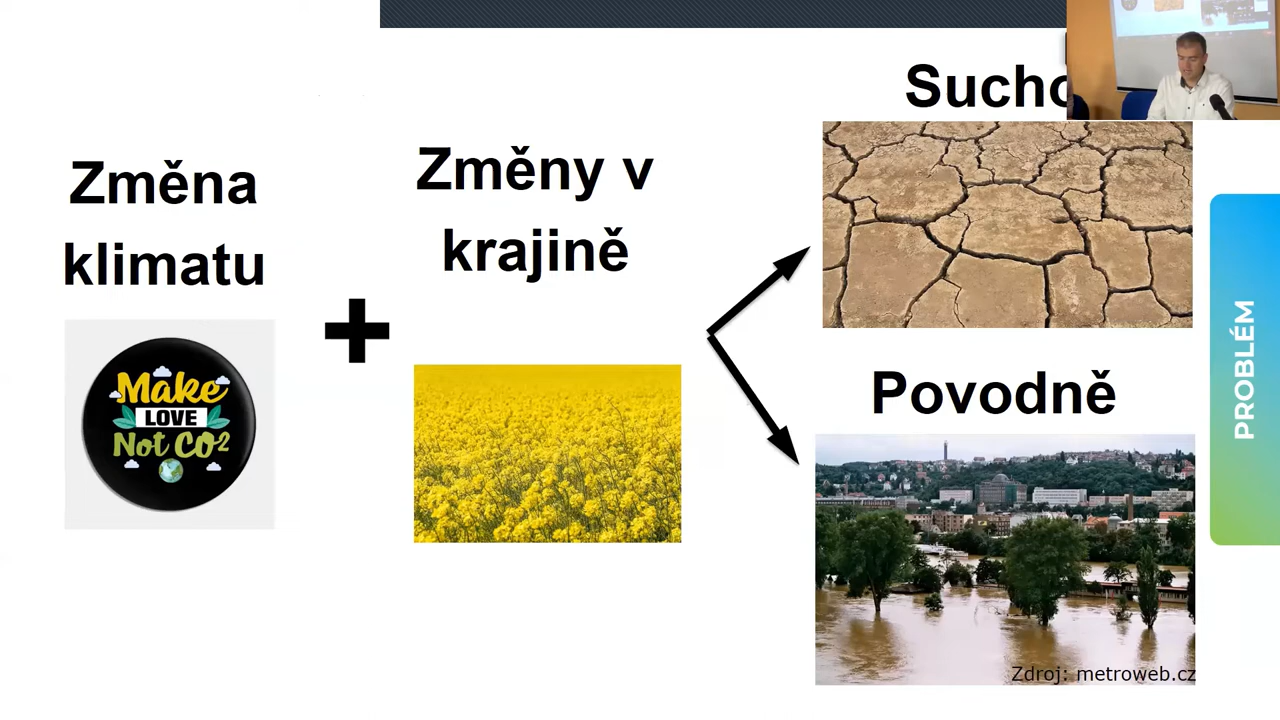 Změna
klimatu
Make
LOVE
Not CO2
+
Změny v
krajině
Sucho
Povodně
Zdroj: metroweb.cz
PROBLÉM